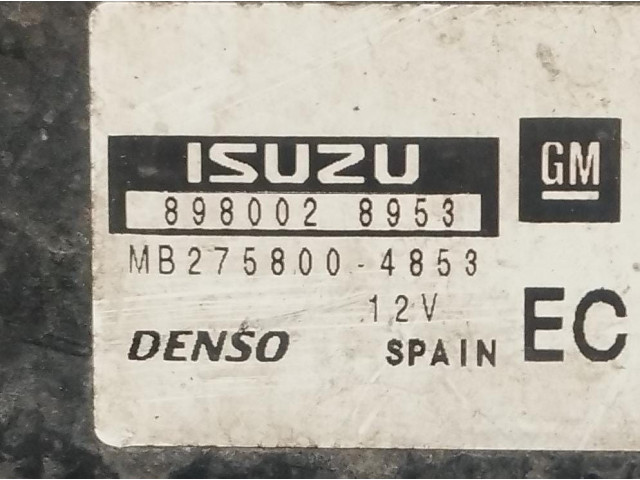 ISUZU
GM
898002 8953
MB275800-4853
12V
EC
DENSO SPAIN